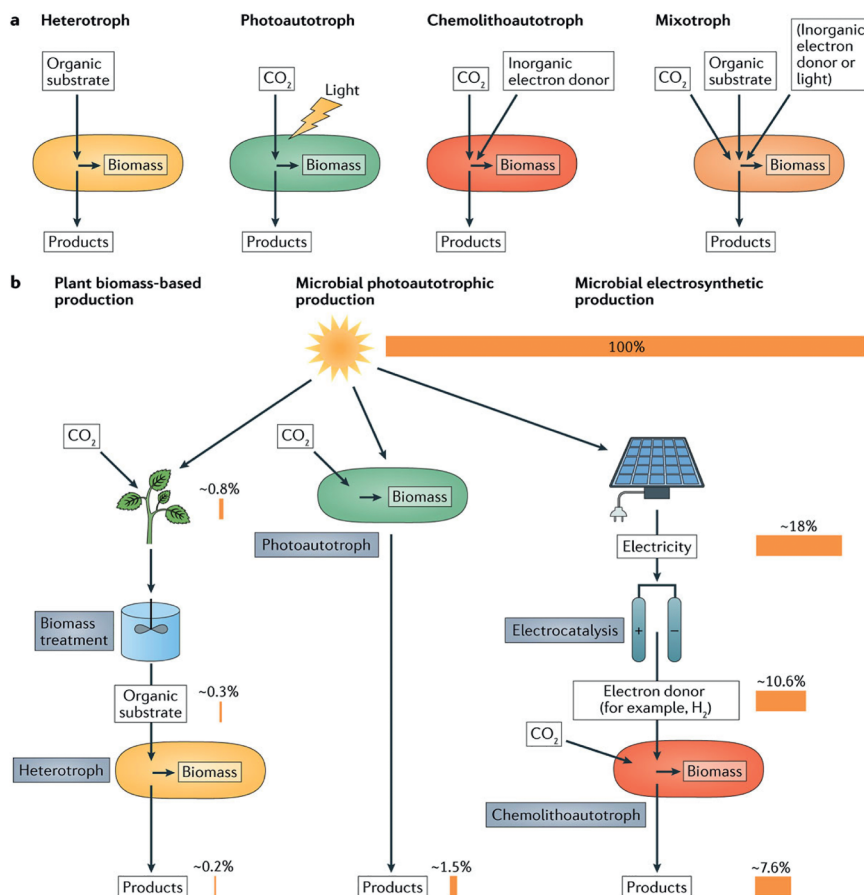 a
Heterotroph
Photoautotroph
Chemolithoautotroph
Mixotroph
Organic
substrate
CO₂
Light
CO₂
Inorganic
electron donor
CO₂
Organic
substrate
(Inorganic
electron
donor or
light)
Biomass
Biomass
Biomass
Biomass
Products
Products
Products
Products
b
Plant biomass-based
production
Microbial photoautotrophic
production
Microbial electrosynthetic
production
100%
CO₂
~0.8%
CO₂
Biomass
Photoautotroph
~18%
Electricity
Biomass
treatment
Electrocatalysis
+
−
Organic
substrate
~0.3%
Electron donor
(for example, H₂)
~10.6%
CO₂
Heterotroph
Biomass
Biomass
Chemolithoautotroph
Products
~0.2%
Products
~1.5%
Products
~7.6%